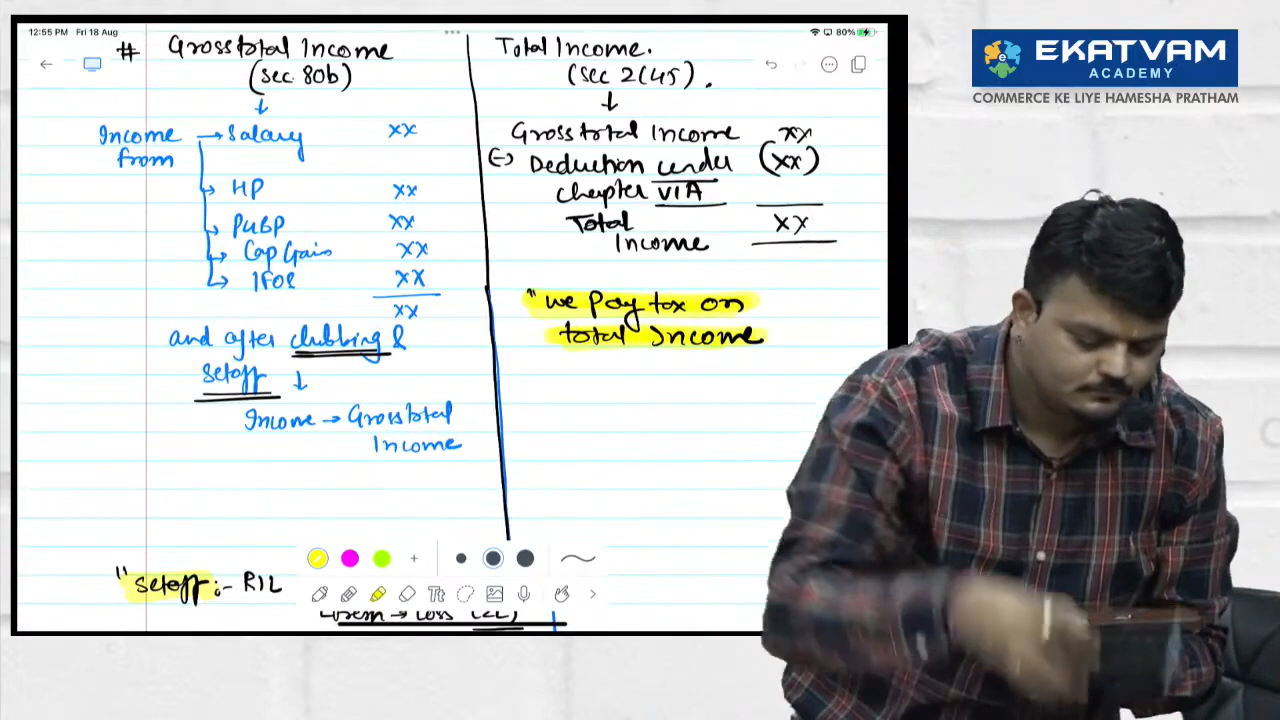 12:55 PM Fri 18 Aug
80%
# Gross total Income
(sec 80b)
Income from → Salary XX
→ HP XX
→ PGBP XX
→ Cap Gain XX
→ IFOS XX
XX
and after clubbing &
setoff ↓
Income → Gross total
Income
Total Income.
(sec 2(45).
↓
Gross total Income XX
(-) Deduction under (XX)
chapter VIA
Total XX
Income
"we pay tax on
total Income
"setoff :- RIL
→ Loss
EKATVAM
ACADEMY
COMMERCE KE LIYE HAMESHA PRATHAM